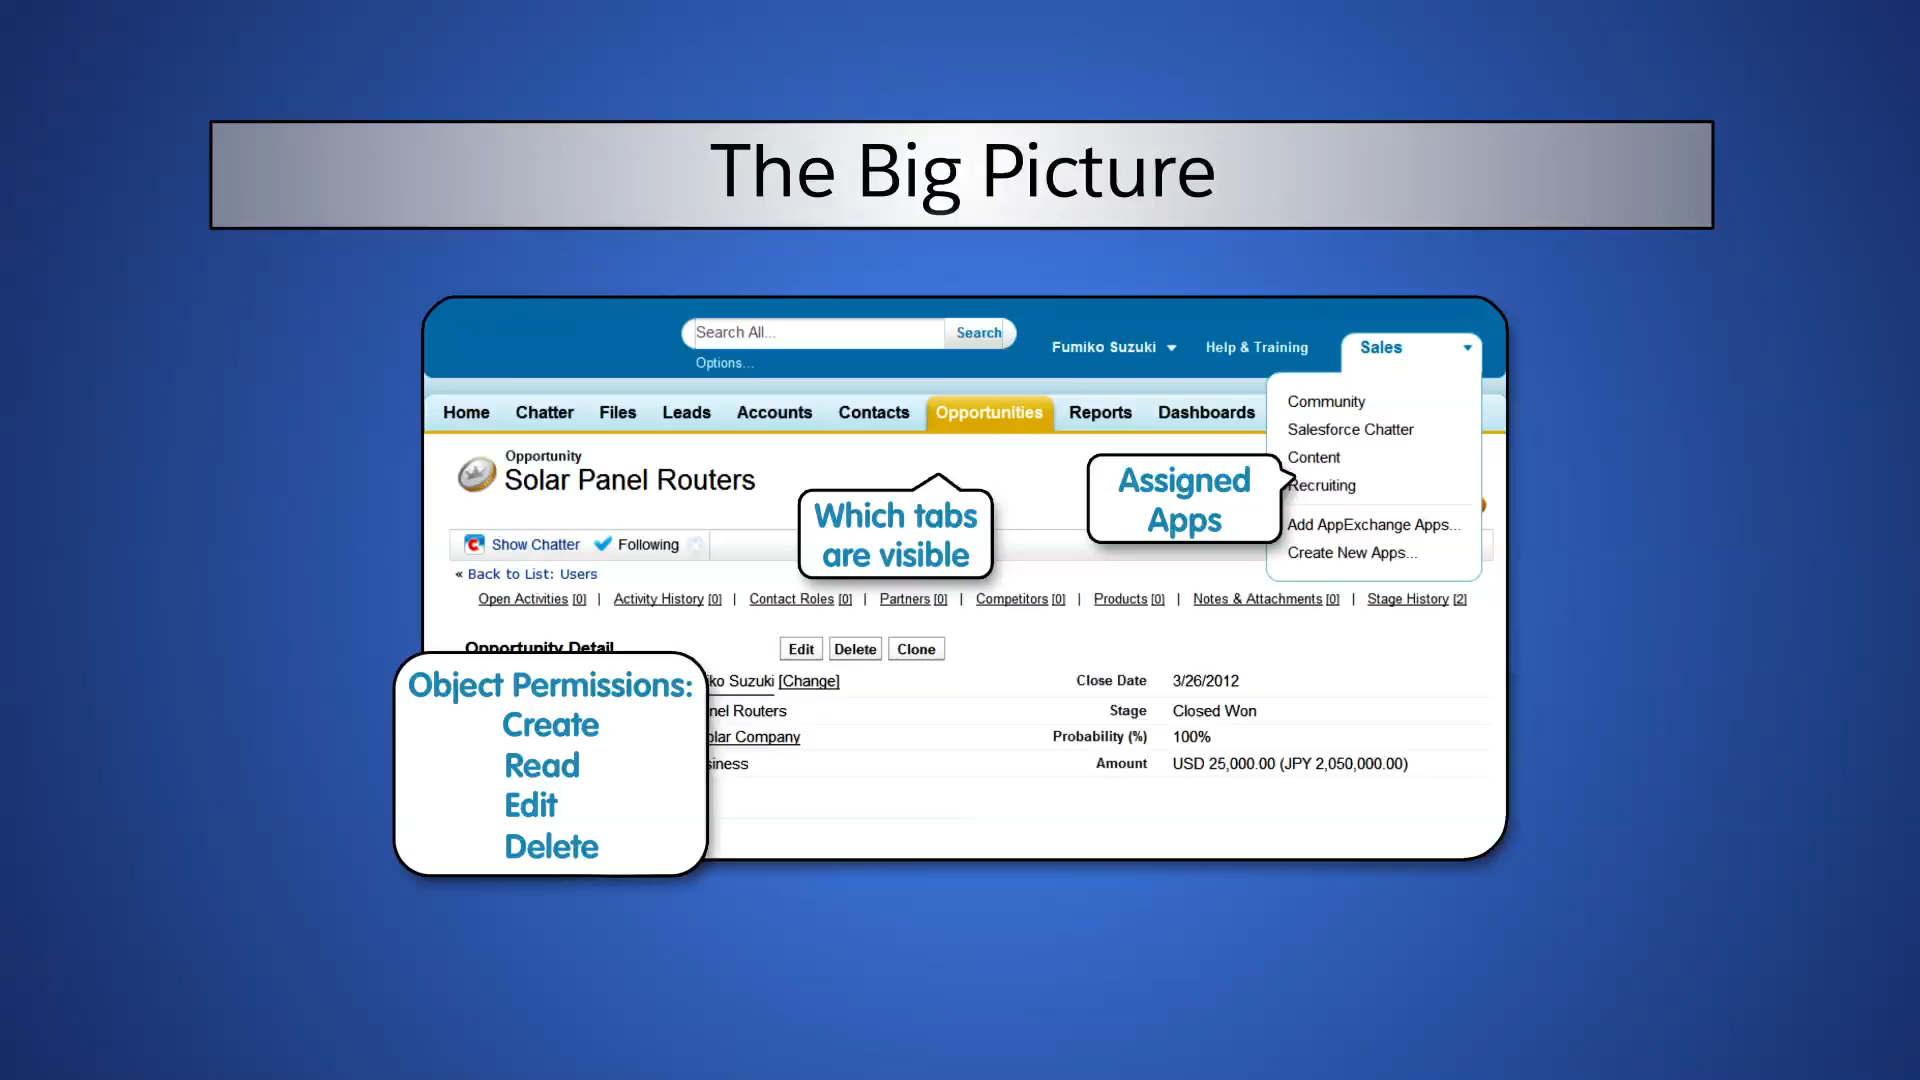 The Big Picture
Search All...
Search
Options...
Fumiko Suzuki
Help & Training
Sales
Home Chatter Files Leads Accounts Contacts Opportunities Reports Dashboards
Community
Salesforce Chatter
Content
Recruiting
Add AppExchange Apps...
Create New Apps...
Opportunity
Solar Panel Routers
Which tabs
are visible
Assigned
Apps
Show Chatter Following
« Back to List: Users
Open Activities [0] | Activity History [0] | Contact Roles [0] | Partners [0] | Competitors [0] | Products [0] | Notes & Attachments [0] | Stage History [2]
Opportunity Detail
Edit Delete Clone
Object Permissions:
Create
Read
Edit
Delete
Suzuki [Change]
Routers
Company
Close Date 3/26/2012
Stage Closed Won
Probability (%) 100%
Amount USD 25,000.00 (JPY 2,050,000.00)